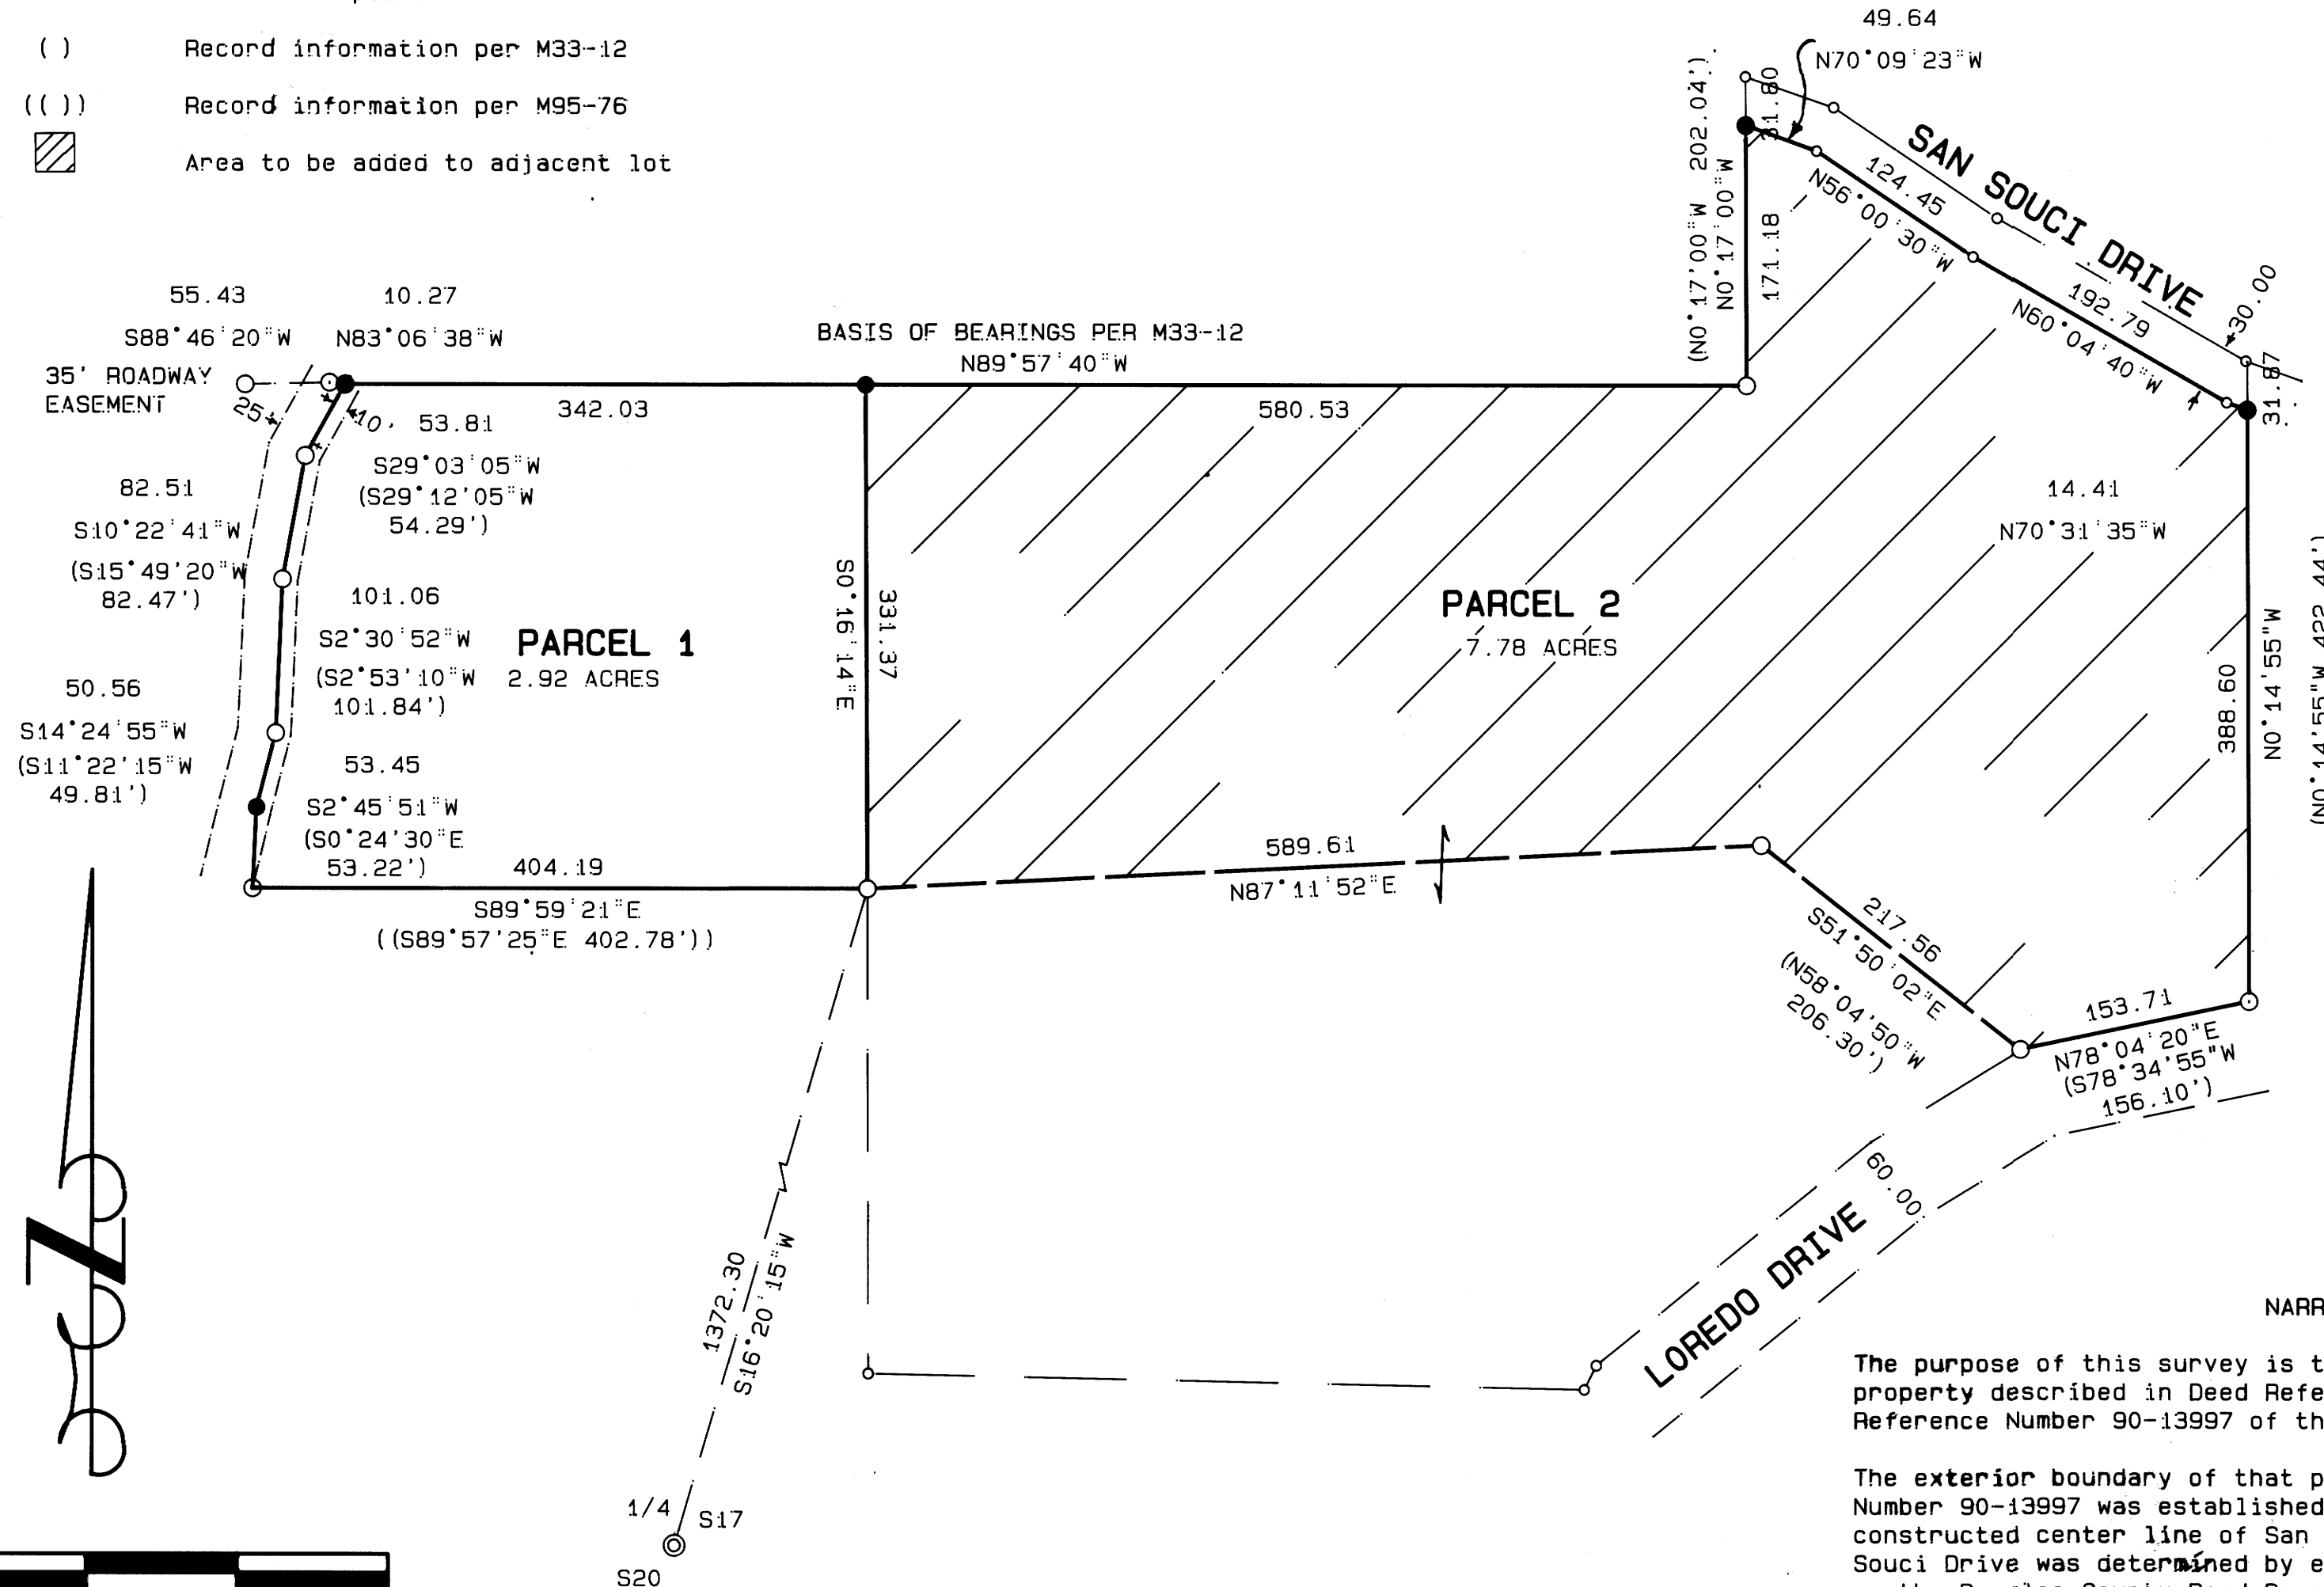 ( ) Record information per M33-12
(( )) Record information per M95-76
Area to be added to adjacent lot
49.64
N70°09'23"W
31.80
(N0°17'00"W 202.04')
N0°17'00"W
171.18
124.45
N56°00'30"W
SAN SOUCI DRIVE
192.79
N60°04'40"W
30.00
31.87
55.43
S88°46'20"W
10.27
N83°06'38"W
BASIS OF BEARINGS PER M33-12
N89°57'40"W
35' ROADWAY
EASEMENT
25
10
342.03
580.53
53.81
S29°03'05"W
(S29°12'05"W
54.29')
82.51
S10°22'41"W
(S15°49'20"W
82.47')
14.41
N70°31'35"W
S0°16'14"E
331.37
101.06
S2°30'52"W
(S2°53'10"W
101.84')
PARCEL 1
2.92 ACRES
PARCEL 2
7.78 ACRES
388.60
N0°14'55"W
(N0°14'55"W 422.44')
50.56
S14°24'55"W
(S11°22'15"W
49.81')
53.45
S2°45'51"W
(S0°24'30"E
53.22')
404.19
S89°59'21"E
((S89°57'25"E 402.78'))
589.61
N87°11'52"E
217.56
S51°50'02"E
(N58°04'50"W
206.30')
153.71
N78°04'20"E
(S78°34'55"W
156.10')
60.00
LOREDO DRIVE
1372.30
S16°20'15"W
1/4
S17
S20
NARR
The purpose of this survey is t
property described in Deed Refe
Reference Number 90-13997 of th
The exterior boundary of that p
Number 90-13997 was established
constructed center line of San
Souci Drive was determined by e